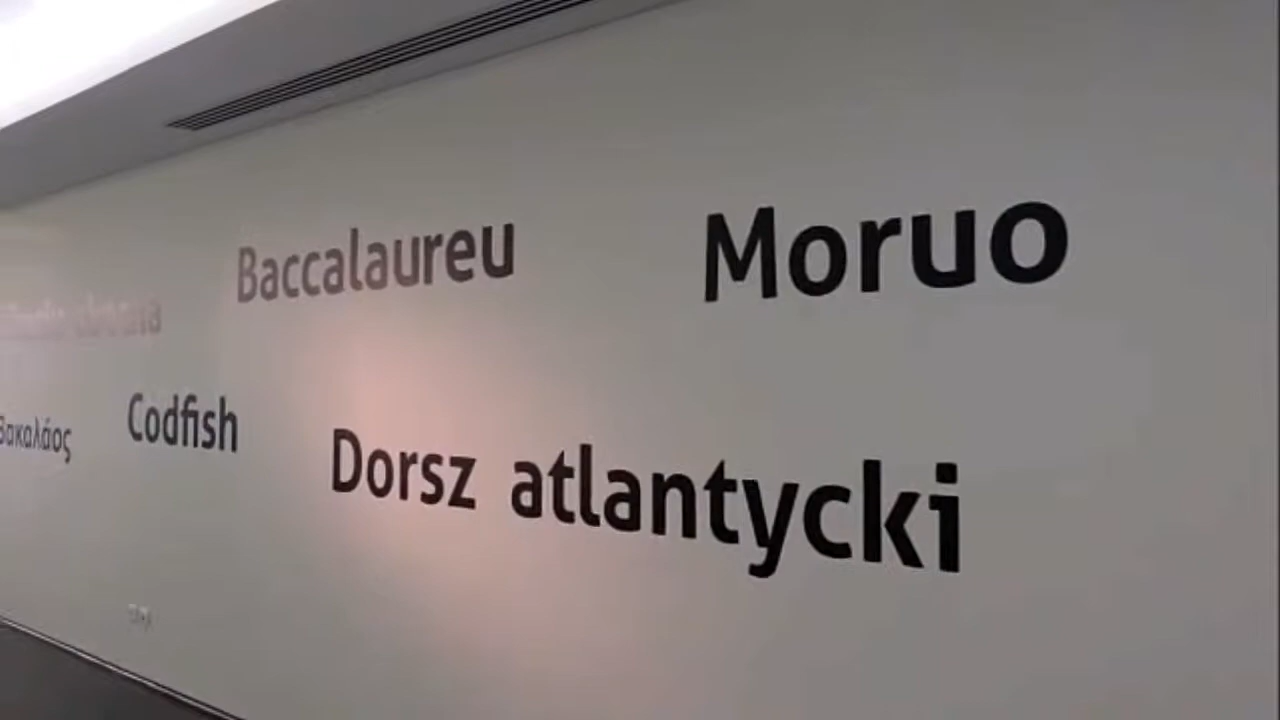 Baccalaureu
Moruo
Βακαλάος
Codfish
Dorsz atlantycki